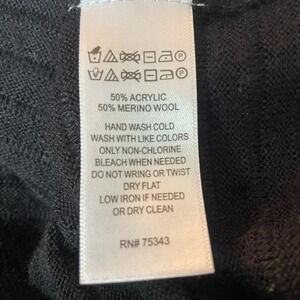 50% ACRYLIC
50% MERINO WOOL
HAND WASH COLD
WASH WITH LIKE COLORS
ONLY NON-CHLORINE
BLEACH WHEN NEEDED
DO NOT WRING OR TWIST
DRY FLAT
LOW IRON IF NEEDED
OR DRY CLEAN
RN# 75343